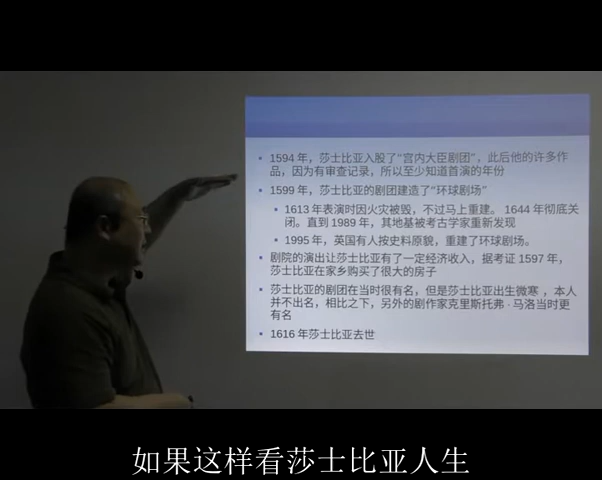 1594 年，莎士比亚入股了“宫内大臣剧团”，此后他的许多作
品，因为有审查记录，所以至少知道首演的年份
1599 年，莎士比亚的剧团建造了“环球剧场”
1613 年表演时因火灾被毁，不过马上重建。 1644 年彻底关
闭。直到 1989 年，其地基被考古学家重新发现
1995 年，英国有人按史料原貌，重建了环球剧场。
剧院的演出让莎士比亚有了一定经济收入，据考证 1597 年，
莎士比亚在家乡购买了很大的房子
莎士比亚的剧团在当时很有名，但是莎士比亚出生微寒 ，本人
并不出名，相比之下，另外的剧作家克里斯托弗 · 马洛当时更
有名
1616 年莎士比亚去世
如果这样看莎士比亚人生